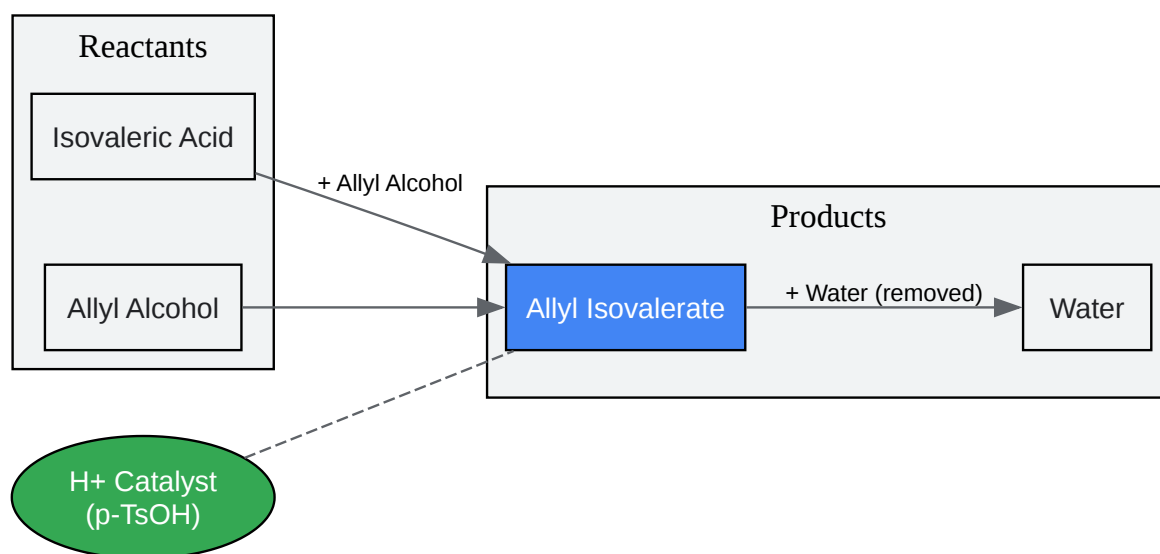 Reactants
Isovaleric Acid
+ Allyl Alcohol
Products
Allyl Alcohol
Allyl Isovalerate
+ Water (removed)
Water
H+ Catalyst
(p-TsOH)